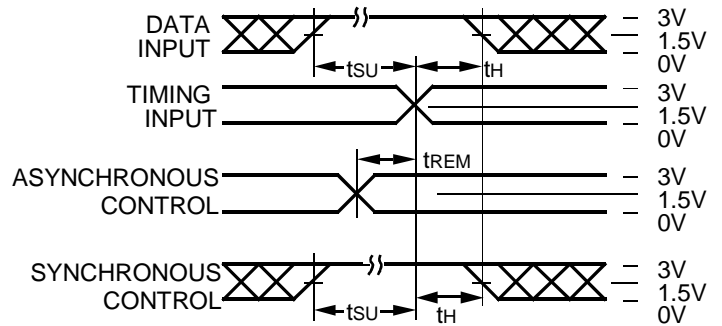 DATA
INPUT
3V
1.5V
0V
tSU
tH
TIMING
INPUT
3V
1.5V
0V
tREM
ASYNCHRONOUS
CONTROL
3V
1.5V
0V
SYNCHRONOUS
CONTROL
3V
1.5V
0V
tSU
tH